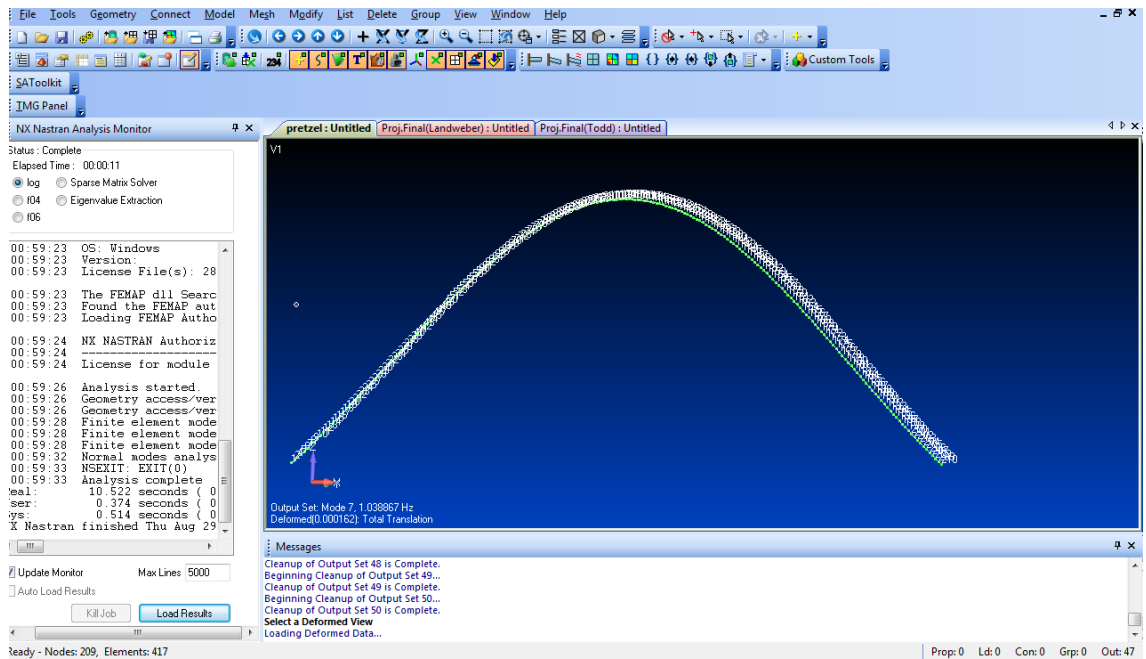 File Tools Geometry Connect Model Mesh Modify List Delete Group View Window Help
234
Custom Tools
SAToolkit
TMG Panel
NX Nastran Analysis Monitor
pretzel : Untitled Proj.Final(Landweber) : Untitled Proj.Final(Todd) : Untitled
Status : Complete
Elapsed Time : 00:00:11
log Sparse Matrix Solver
f04 Eigenvalue Extraction
f06
00:59:23 OS: Windows
00:59:23 Version:
00:59:23 License File(s): 28
00:59:23 The FEMAP dll Searc
00:59:23 Found the FEMAP aut
00:59:23 Loading FEMAP Autho
00:59:24 NX NASTRAN Authoriz
00:59:24 --------------------
00:59:24 License for module
00:59:26 Analysis started.
00:59:26 Geometry access/ver
00:59:26 Geometry access/ver
00:59:28 Finite element mode
00:59:28 Finite element mode
00:59:28 Finite element mode
00:59:32 Normal modes analys
00:59:33 NSEXIT: EXIT(0)
00:59:33 Analysis complete
Real: 10.522 seconds ( 0
ser: 0.374 seconds ( 0
ys: 0.514 seconds ( 0
X Nastran finished Thu Aug 29
Update Monitor Max Lines 5000
Auto Load Results
Kill Job Load Results
V1
X
Output Set: Mode 7, 1.038867 Hz
Deformed(0.000162): Total Translation
Messages
Cleanup of Output Set 48 is Complete.
Beginning Cleanup of Output Set 49...
Cleanup of Output Set 49 is Complete.
Beginning Cleanup of Output Set 50...
Cleanup of Output Set 50 is Complete.
Select a Deformed View
Loading Deformed Data...
Ready - Nodes: 209, Elements: 417 Prop: 0 Ld: 0 Con: 0 Grp: 0 Out: 47